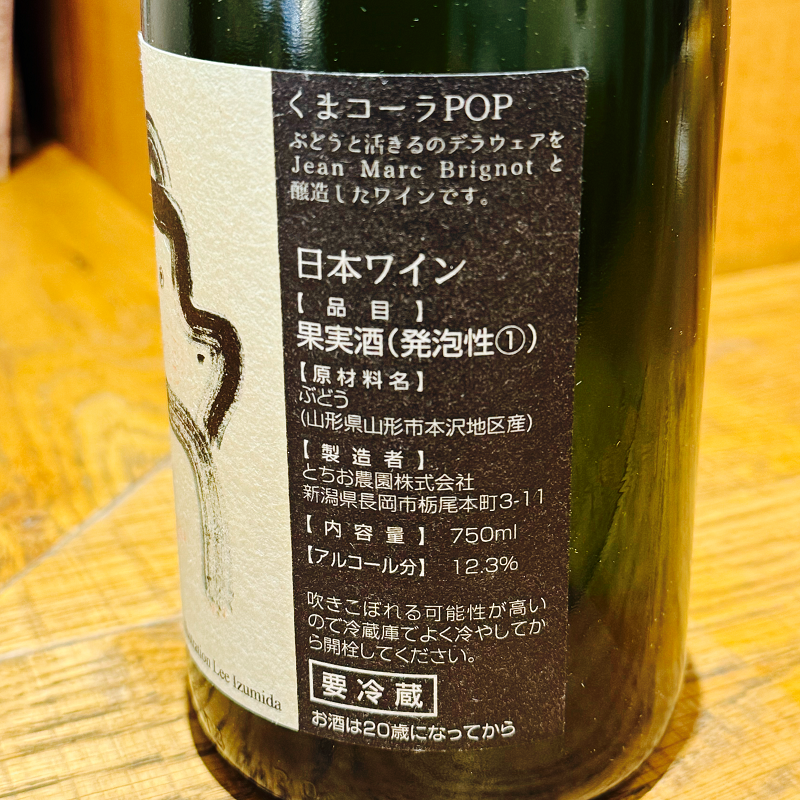 くまコーラPOP
ぶどうと活きるのデラウェアを
Jean Marc Brignot と
醸造したワインです。
日本ワイン
【品目】
果実酒(発泡性①)
【原材料名】
ぶどう
(山形県山形市本沢地区産)
【製造者】
とちお農園株式会社
新潟県長岡市栃尾本町3-11
【内容量】 750ml
【アルコール分】 12.3%
吹きこぼれる可能性が高い
ので冷蔵庫でよく冷やしてか
ら開栓してください。
要冷蔵
お酒は20歳になってから
Lee Izumida